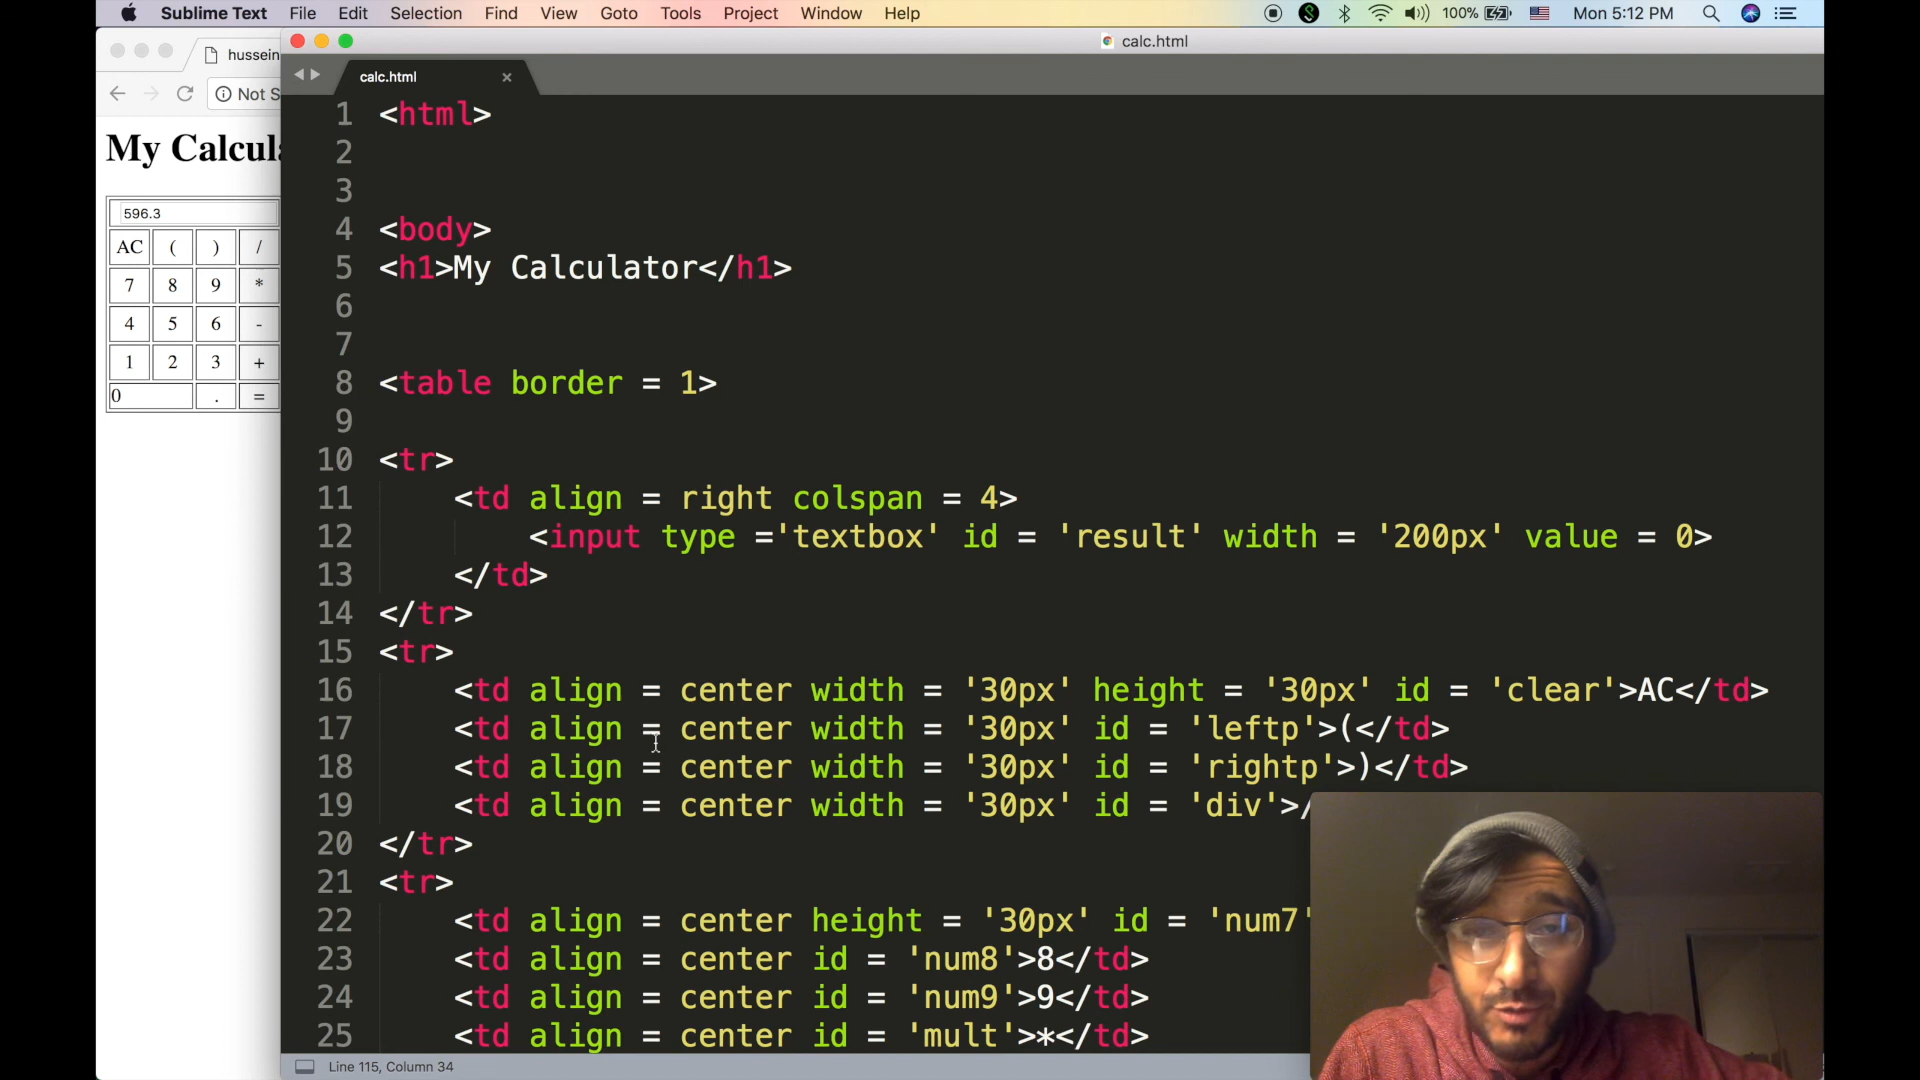 Sublime Text File Edit Selection Find View Goto Tools Project Window Help 100% Mon 5:12 PM
hussein
Not S
My Calcul
596.3
AC ( ) /
7 8 9 *
4 5 6 -
1 2 3 +
0 . =
calc.html
calc.html
1 <html>
2
3
4 <body>
5 <h1>My Calculator</h1>
6
7
8 <table border = 1>
9
10 <tr>
11 <td align = right colspan = 4>
12 <input type ='textbox' id = 'result' width = '200px' value = 0>
13 </td>
14 </tr>
15 <tr>
16 <td align = center width = '30px' height = '30px' id = 'clear'>AC</td>
17 <td align = center width = '30px' id = 'leftp'>(</td>
18 <td align = center width = '30px' id = 'rightp'>)</td>
19 <td align = center width = '30px' id = 'div'>/
20 </tr>
21 <tr>
22 <td align = center height = '30px' id = 'num7'
23 <td align = center id = 'num8'>8</td>
24 <td align = center id = 'num9'>9</td>
25 <td align = center id = 'mult'>*</td>
Line 115, Column 34